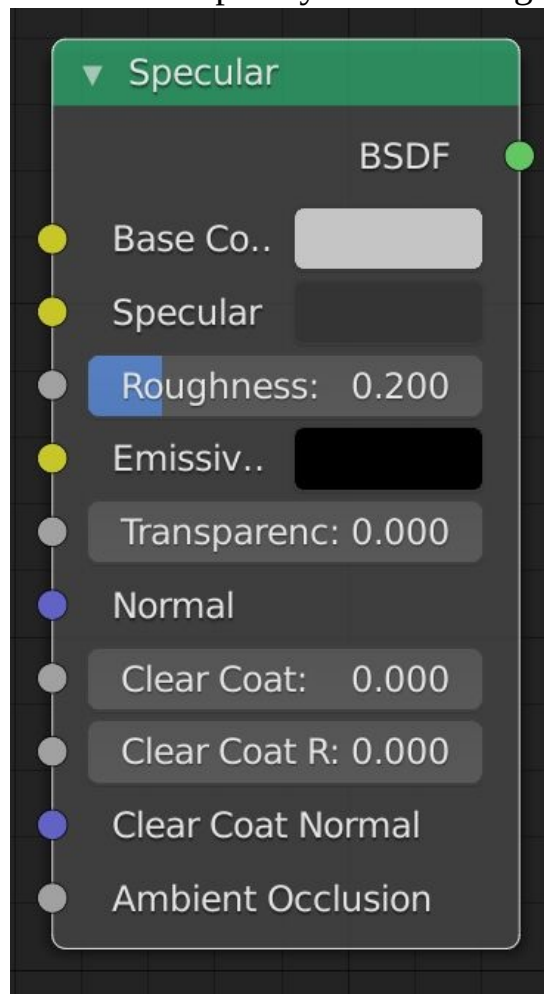 Specular
BSDF
Base Co..
Specular
Roughness: 0.200
Emissiv..
Transparenc: 0.000
Normal
Clear Coat: 0.000
Clear Coat R: 0.000
Clear Coat Normal
Ambient Occlusion